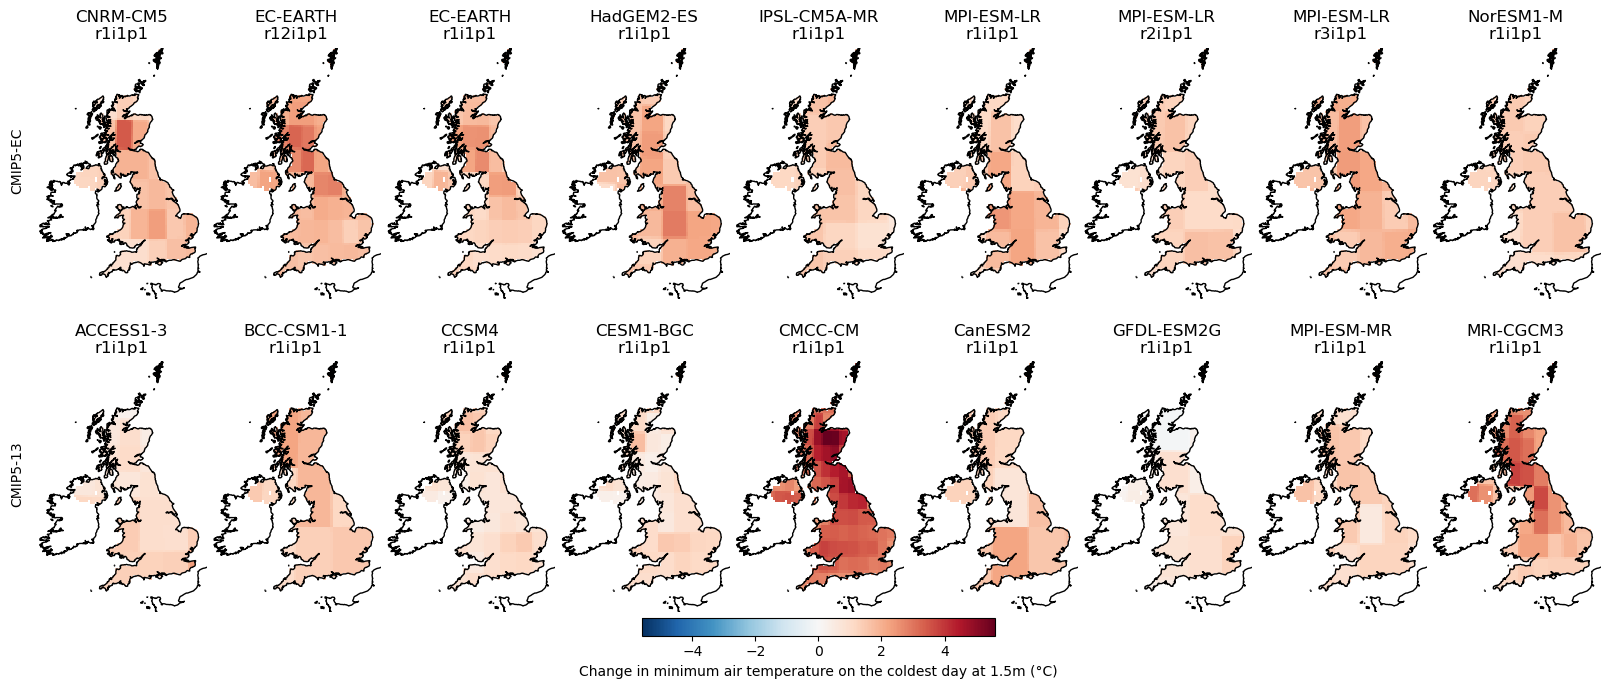 CNRM-CM5 EC-EARTH EC-EARTH HadGEM2-ES IPSL-CM5A-MR MPI-ESM-LR MPI-ESM-LR MPI-ESM-LR NorESM1-M
r1i1p1 r12i1p1 r1i1p1 r1i1p1 r1i1p1 r1i1p1 r2i1p1 r3i1p1 r1i1p1
CMIP5-EC
ACCESS1-3 BCC-CSM1-1 CCSM4 CESM1-BGC CMCC-CM CanESM2 GFDL-ESM2G MPI-ESM-MR MRI-CGCM3
r1i1p1 r1i1p1 r1i1p1 r1i1p1 r1i1p1 r1i1p1 r1i1p1 r1i1p1 r1i1p1
CMIP5-13
−4 −2 0 2 4
Change in minimum air temperature on the coldest day at 1.5m (°C)